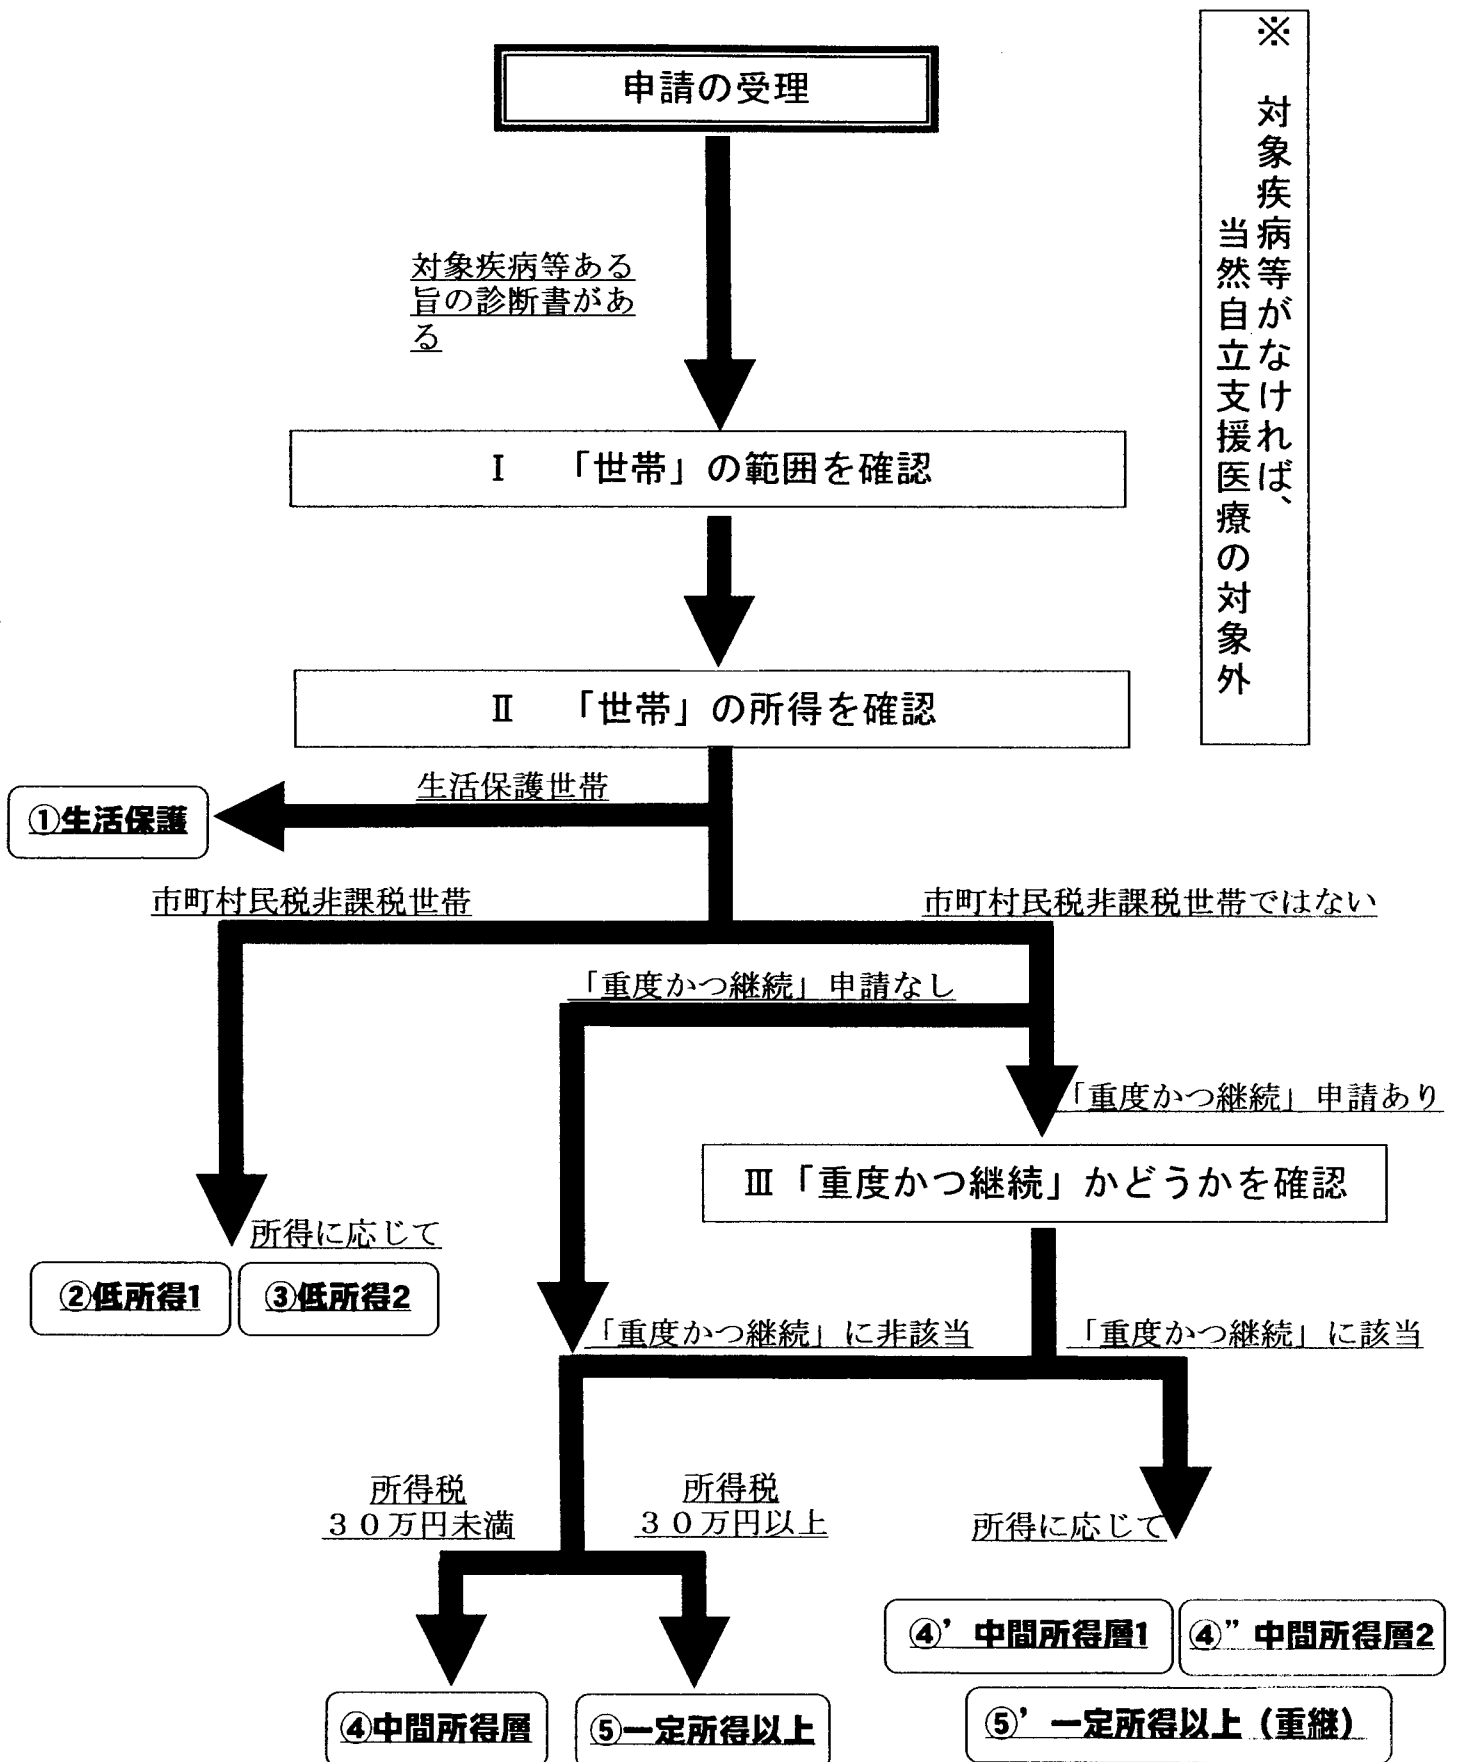 申請の受理
※　対象疾病等がなければ、
当然自立支援医療の対象外
対象疾病等ある
旨の診断書があ
る
Ⅰ　「世帯」の範囲を確認
Ⅱ　「世帯」の所得を確認
生活保護世帯
①生活保護
市町村民税非課税世帯
市町村民税非課税世帯ではない
「重度かつ継続」申請なし
「重度かつ継続」申請あり
Ⅲ「重度かつ継続」かどうかを確認
所得に応じて
②低所得1
③低所得2
「重度かつ継続」に非該当
「重度かつ継続」に該当
所得税
３０万円未満
所得税
３０万円以上
所得に応じて
④’中間所得層1
④”中間所得層2
④中間所得層
⑤一定所得以上
⑤’一定所得以上（重継）